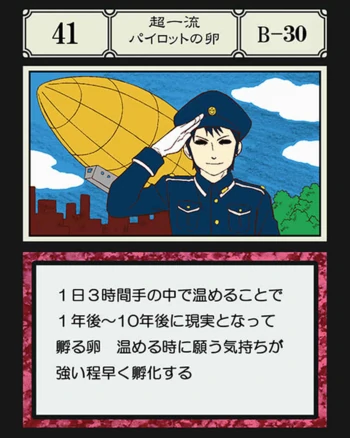 41
超一流
パイロットの卵
B-30
1日3時間手の中で温めることで
1年後〜10年後に現実となって
孵る卵　温める時に願う気持ちが
強い程早く孵化する